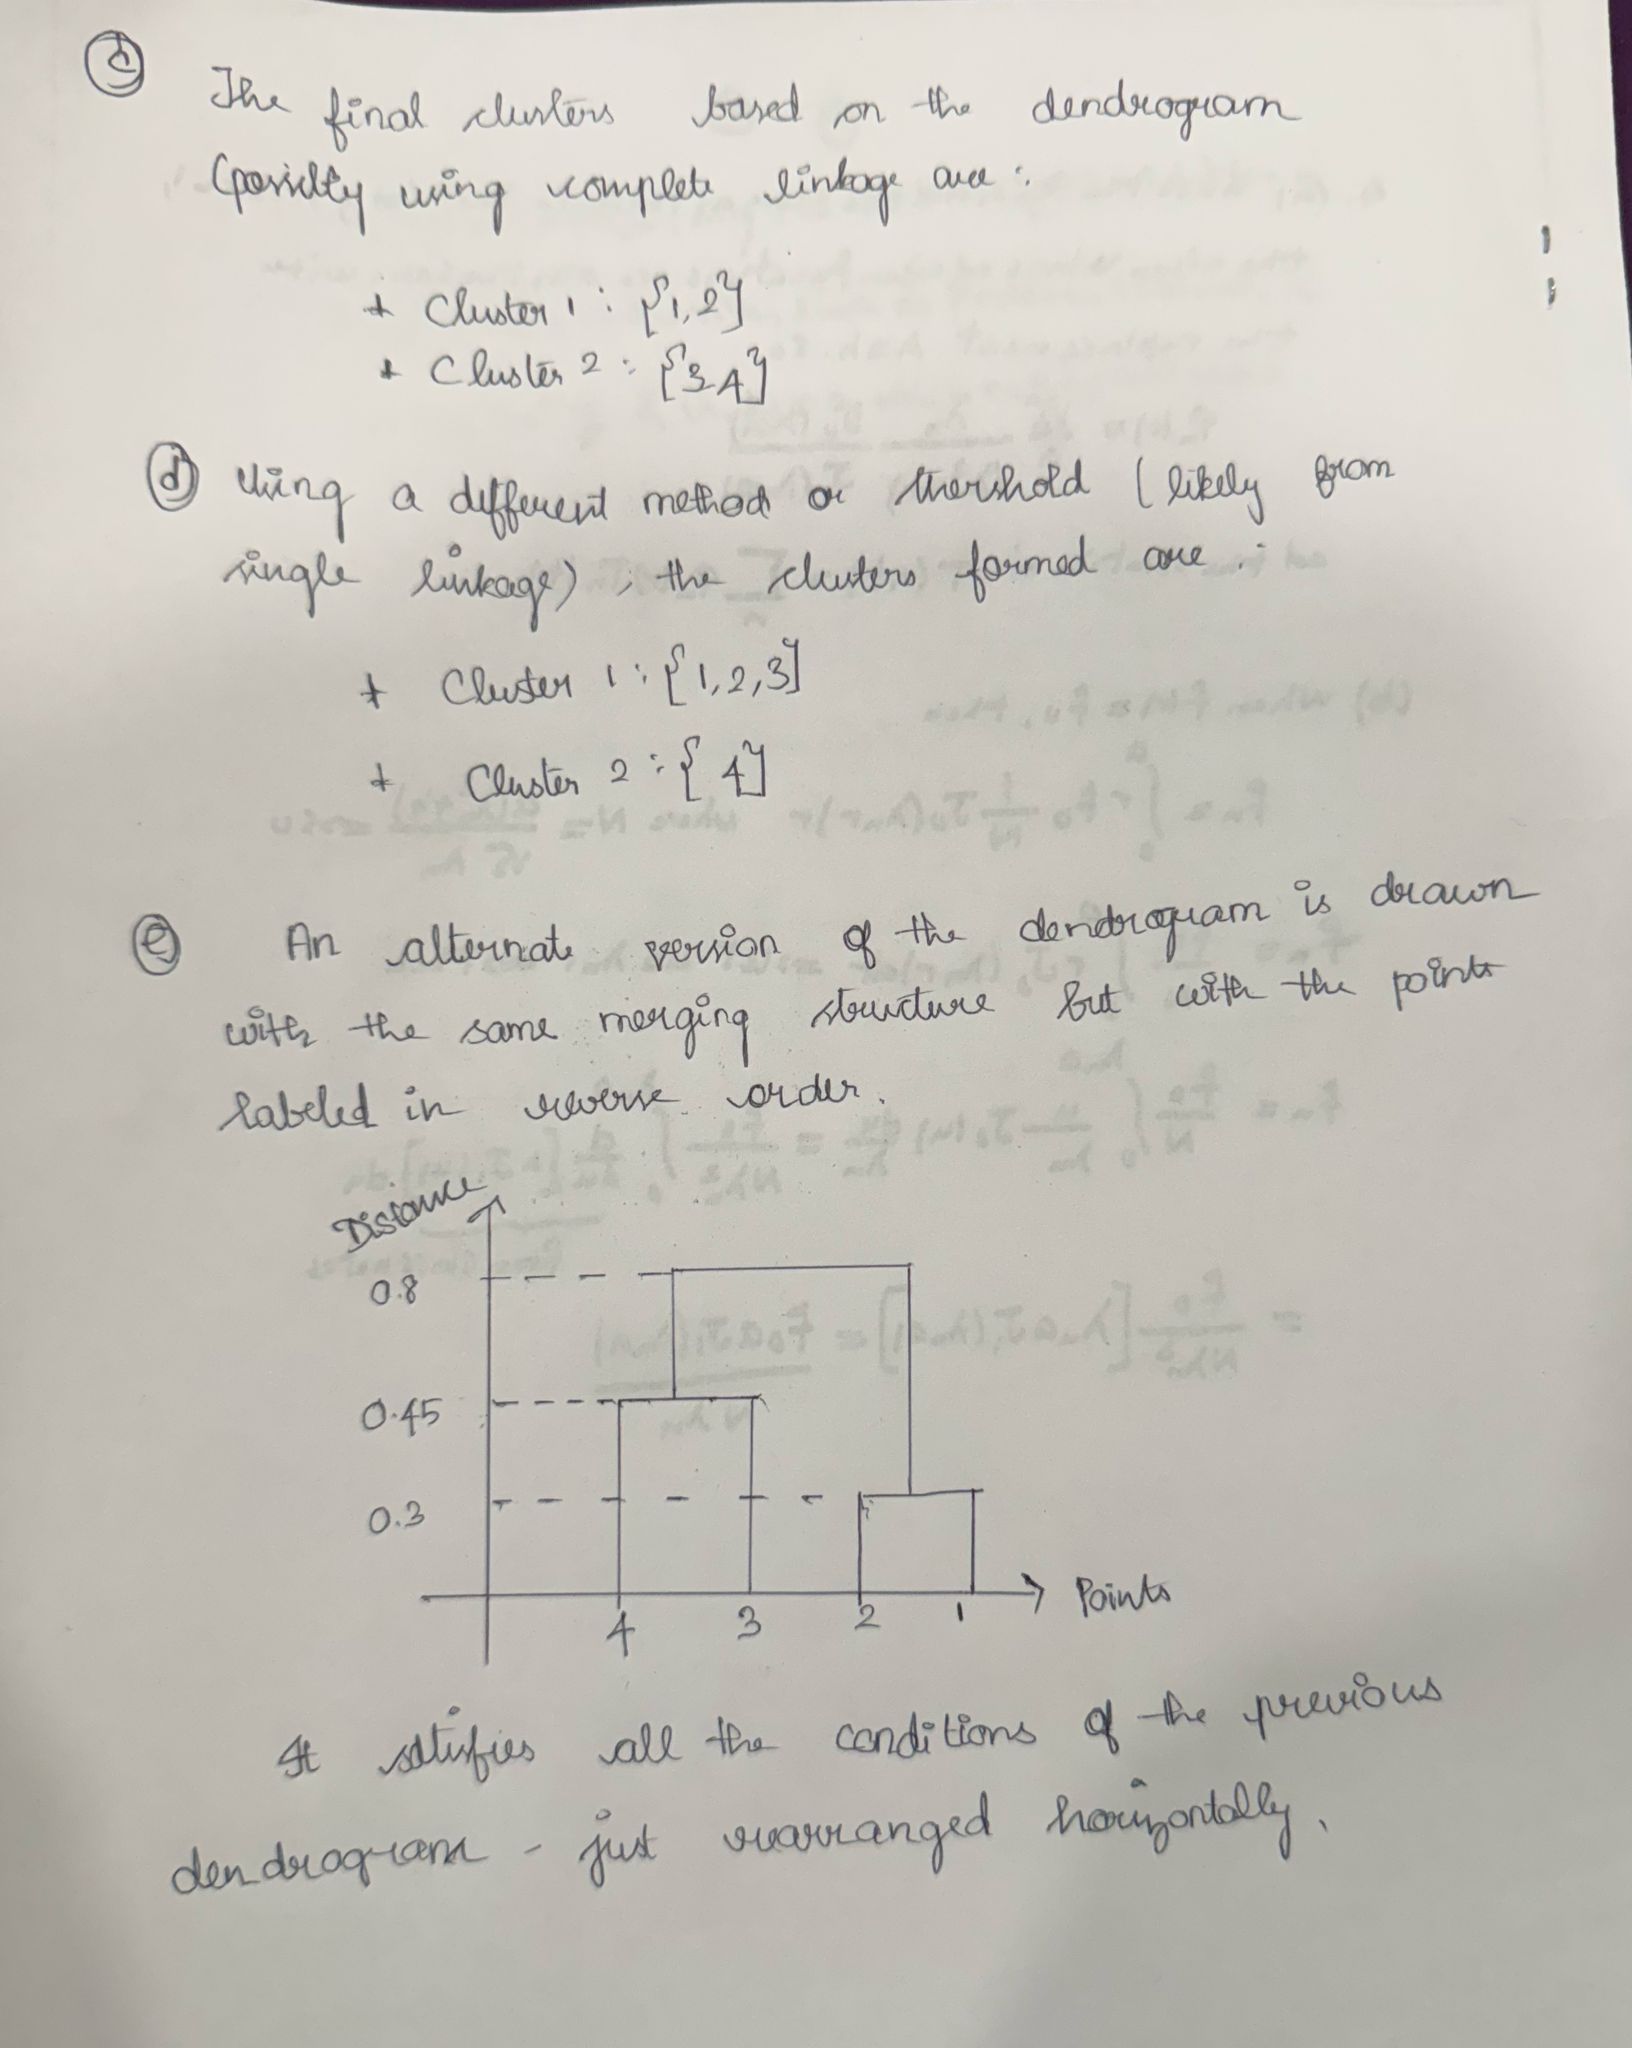 c
The final clusters based on the dendrogram
(possibly using complete linkage are :
+ Cluster 1 : {1,2}
+ Cluster 2 : {3,4}
d Using a different method or thershold (likely from
single linkage) , the clusters formed are :
+ Cluster 1 : {1,2,3}
+ Cluster 2 : {4}
e An alternate version of the dendrogram is drawn
with the same merging structure but with the points
labeled in reverse order.
Distance
0.8
0.45
0.3
4 3 2 1 Points
It satisfies all the conditions of the previous
dendrogram - just rearranged horizontally.